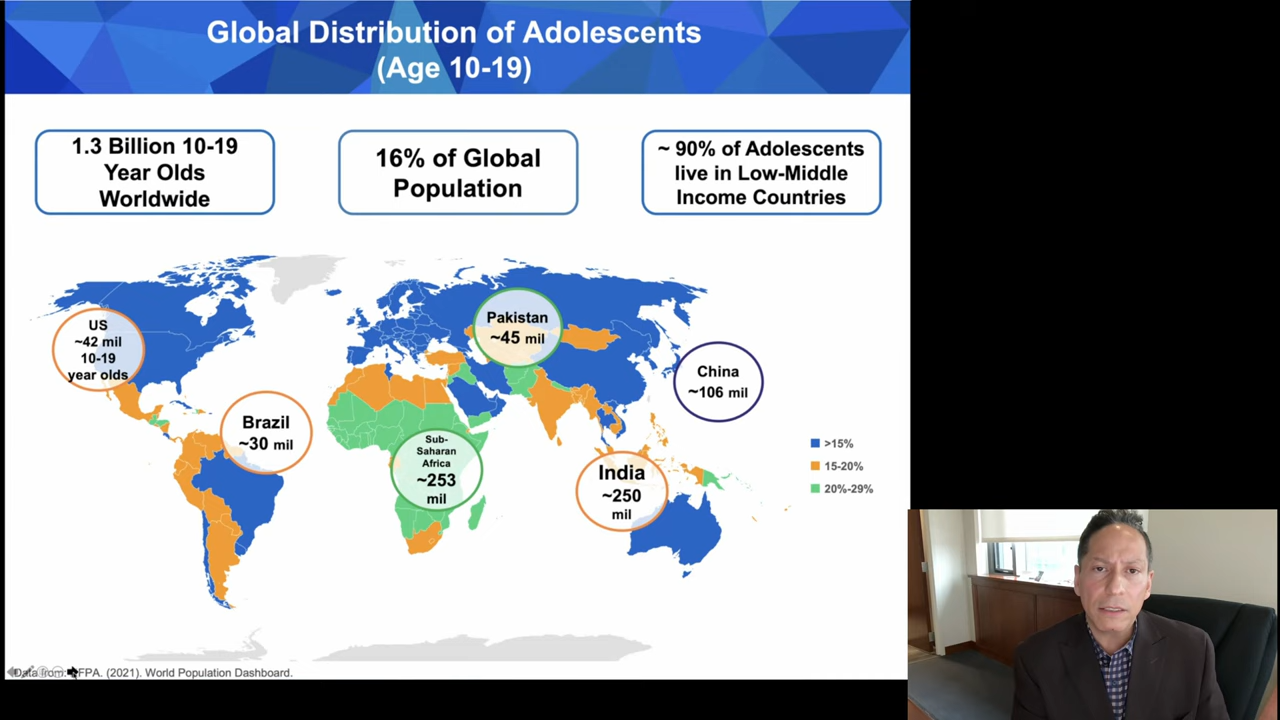 Global Distribution of Adolescents
(Age 10-19)
1.3 Billion 10-19
Year Olds
Worldwide
16% of Global
Population
~ 90% of Adolescents
live in Low-Middle
Income Countries
US
~42 mil
10-19
year olds
Brazil
~30 mil
Sub-
Saharan
Africa
~253
mil
Pakistan
~45 mil
India
~250
mil
China
~106 mil
>15%
15-20%
20%-29%
Data from: FPA. (2021). World Population Dashboard.